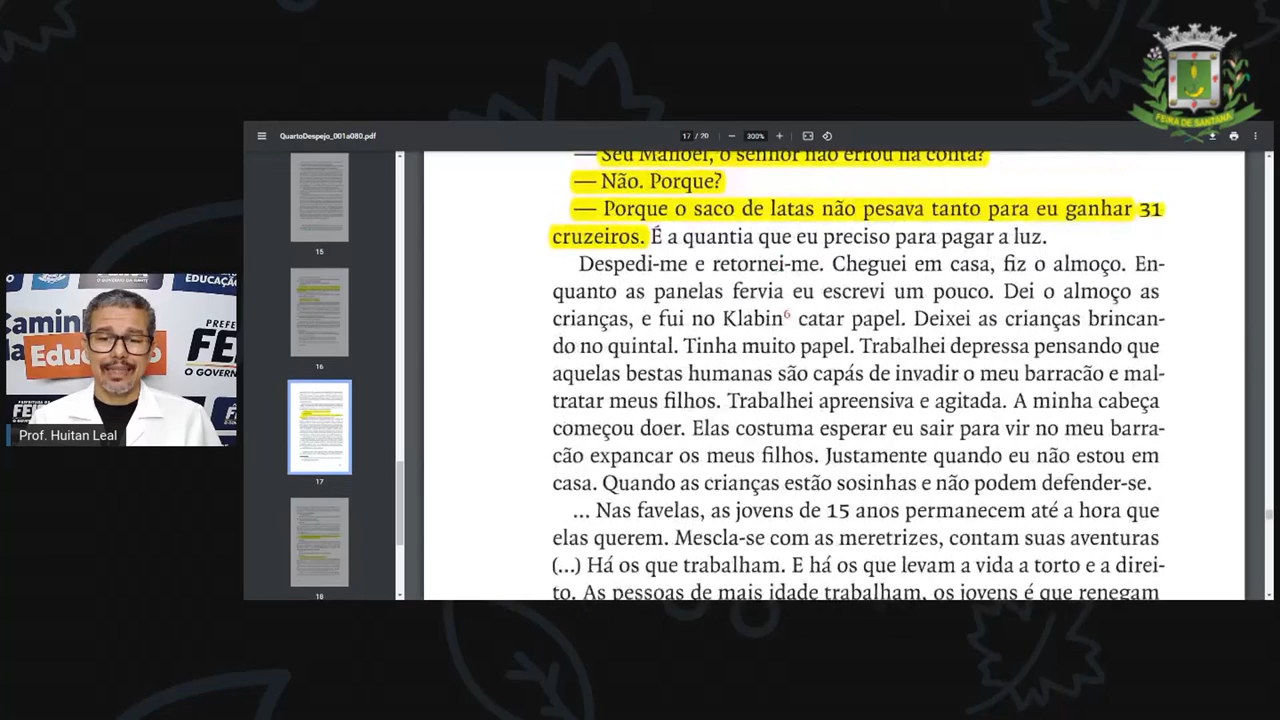 FEIRA DE SANTANA
QuartoDespejo_001a080.pdf
17 / 20
300%
15
16
17
18
— Seu Manoel, o senhor não errou na conta?
— Não. Porque?
— Porque o saco de latas não pesava tanto para eu ganhar 31
cruzeiros. É a quantia que eu preciso para pagar a luz.
Despedi-me e retornei-me. Cheguei em casa, fiz o almoço. En-
quanto as panelas fervia eu escrevi um pouco. Dei o almoço as
crianças, e fui no Klabin⁶ catar papel. Deixei as crianças brincan-
do no quintal. Tinha muito papel. Trabalhei depressa pensando que
aquelas bestas humanas são capás de invadir o meu barracão e mal-
tratar meus filhos. Trabalhei apreensiva e agitada. A minha cabeça
começou doer. Elas costuma esperar eu sair para vir no meu barra-
cão expancar os meus filhos. Justamente quando eu não estou em
casa. Quando as crianças estão sosinhas e não podem defender-se.
... Nas favelas, as jovens de 15 anos permanecem até a hora que
elas querem. Mescla-se com as meretrizes, contam suas aventuras
(...) Há os que trabalham. E há os que levam a vida a torto e a direi-
to. As pessoas de mais idade trabalham, os jovens é que renegam
EDUCAÇÃO
PREFE
FE
O GOVERN
Prof. Huitan Leal